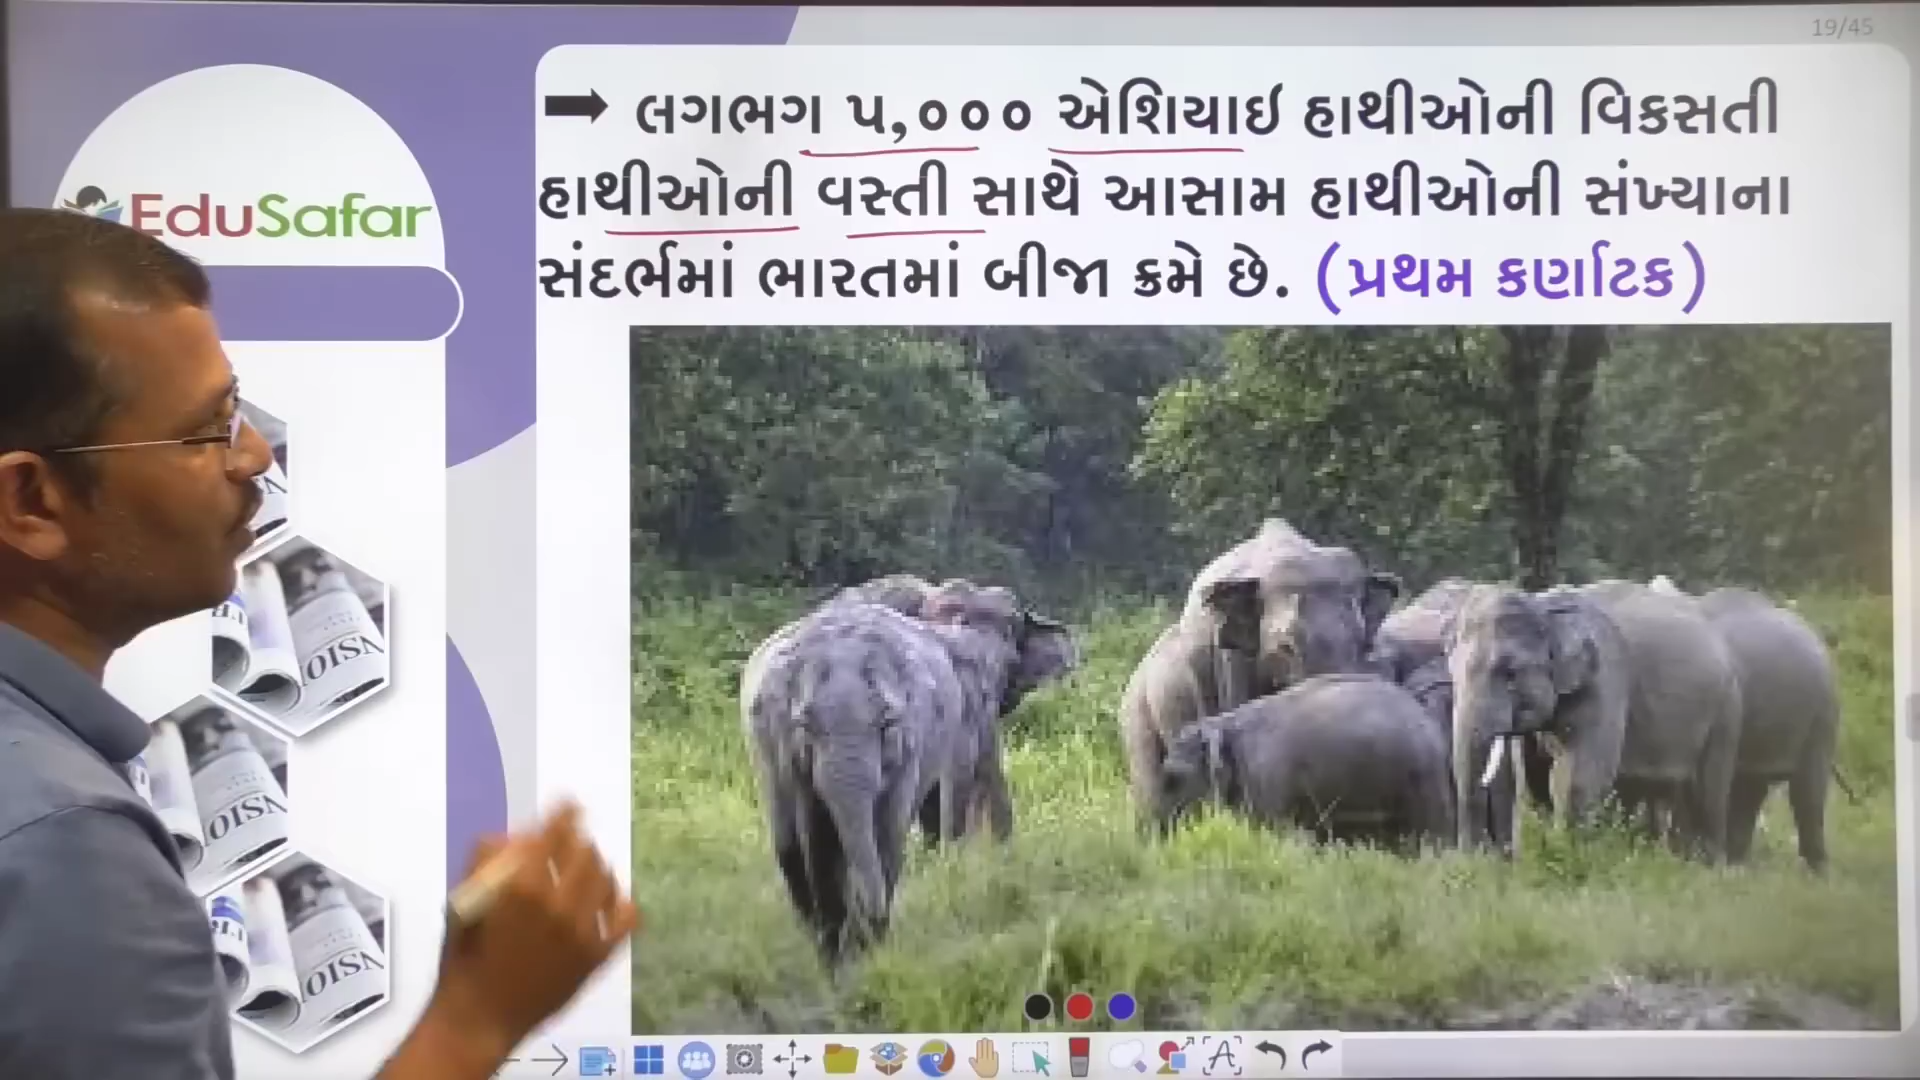 19/45
➡ લગભગ ૫,૦૦૦ એશિયાઇ હાથીઓની વિકસતી
હાથીઓની વસ્તી સાથે આસામ હાથીઓની સંખ્યાના
સંદર્ભમાં ભારતમાં બીજા ક્રમે છે. (પ્રથમ કર્ણાટક)
EduSafar